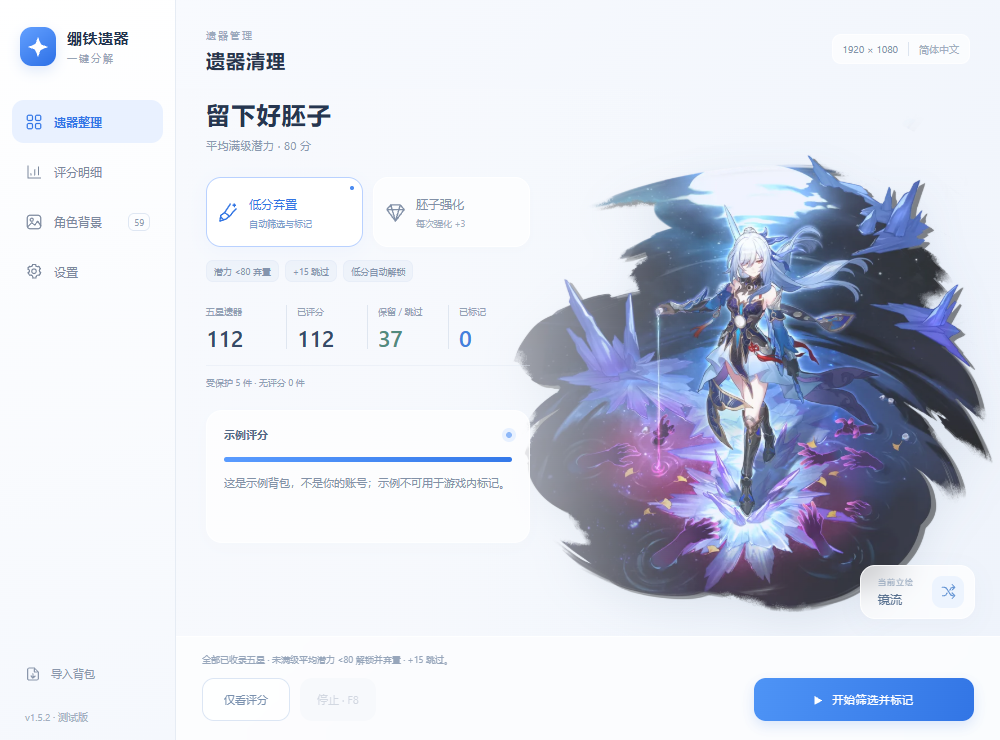 绷铁遗器
一键分解
遗器整理
评分明细
角色背景 59
设置
导入背包
v1.5.2 · 测试版
遗器管理
遗器清理
1920 × 1080 简体中文
留下好胚子
平均满级潜力 · 80 分
低分弃置
自动筛选与标记
胚子强化
每次强化 +3
潜力 <80 弃置 +15 跳过 低分自动解锁
五星遗器 已评分 保留 / 跳过 已标记
112 112 37 0
受保护 5 件 · 无评分 0 件
示例评分
这是示例背包，不是你的账号；示例不可用于游戏内标记。
当前立绘
镜流
全部已收录五星 · 未满级平均潜力 <80 解锁并弃置 · +15 跳过。
仅看评分 停止 · F8 开始筛选并标记